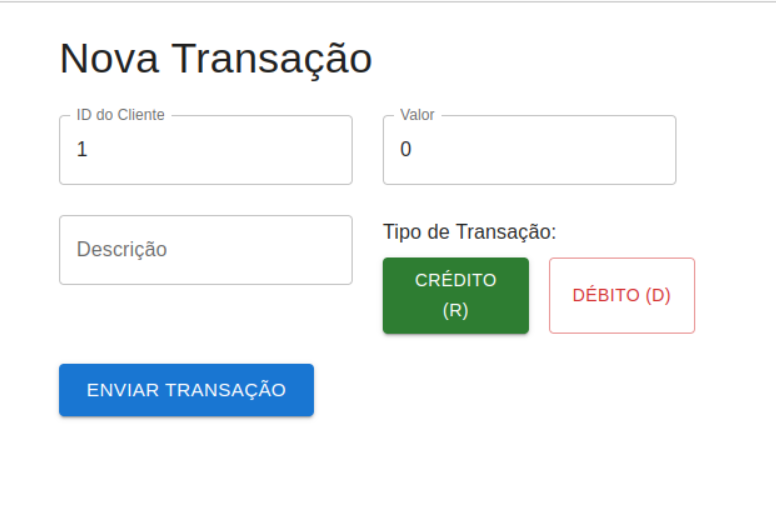 Nova Transação
ID do Cliente
1
Valor
0
Descrição
Tipo de Transação:
CRÉDITO
(R)
DÉBITO (D)
ENVIAR TRANSAÇÃO